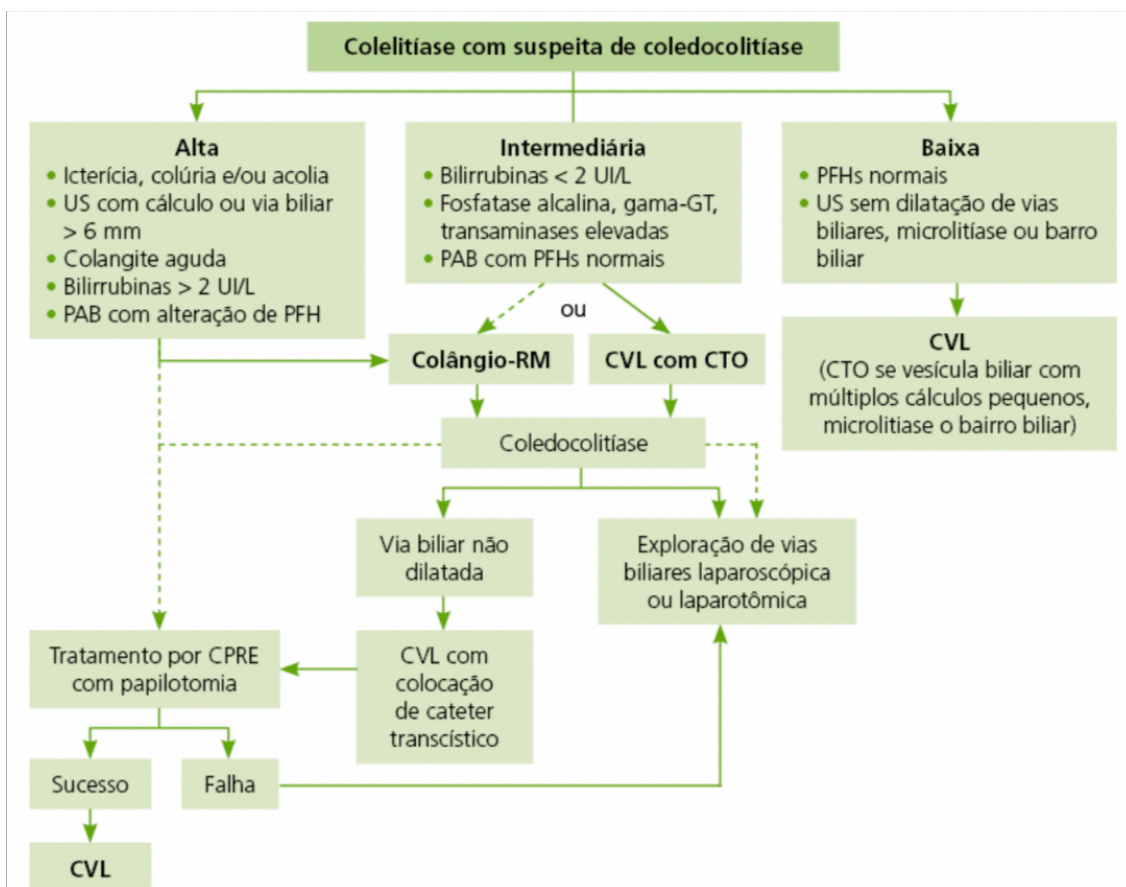 Colelitíase com suspeita de coledocolitíase
Alta
• Icterícia, colúria e/ou acolia
• US com cálculo ou via biliar
> 6 mm
• Colangite aguda
• Bilirrubinas > 2 UI/L
• PAB com alteração de PFH
Intermediária
• Bilirrubinas < 2 UI/L
• Fosfatase alcalina, gama-GT,
transaminases elevadas
• PAB com PFHs normais
Baixa
• PFHs normais
• US sem dilatação de vias
biliares, microlitíase ou barro
biliar
ou
Colângio-RM
CVL com CTO
CVL
(CTO se vesícula biliar com
múltiplos cálculos pequenos,
microlitiase o bairro biliar)
Coledocolitíase
Via biliar não
dilatada
Exploração de vias
biliares laparoscópica
ou laparotômica
Tratamento por CPRE
com papilotomia
CVL com
colocação
de cateter
transcístico
Sucesso
Falha
CVL